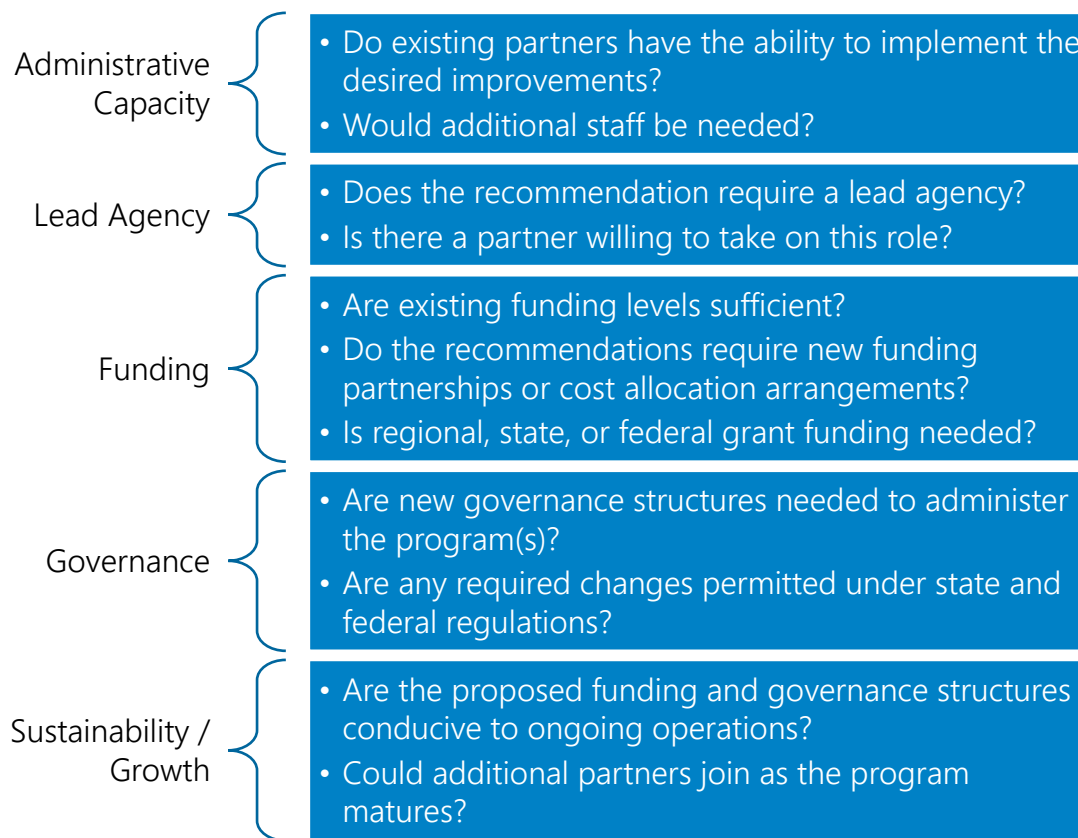 Administrative
Capacity
• Do existing partners have the ability to implement the
desired improvements?
• Would additional staff be needed?
Lead Agency
• Does the recommendation require a lead agency?
• Is there a partner willing to take on this role?
Funding
• Are existing funding levels sufficient?
• Do the recommendations require new funding
partnerships or cost allocation arrangements?
• Is regional, state, or federal grant funding needed?
Governance
• Are new governance structures needed to administer
the program(s)?
• Are any required changes permitted under state and
federal regulations?
Sustainability /
Growth
• Are the proposed funding and governance structures
conducive to ongoing operations?
• Could additional partners join as the program
matures?